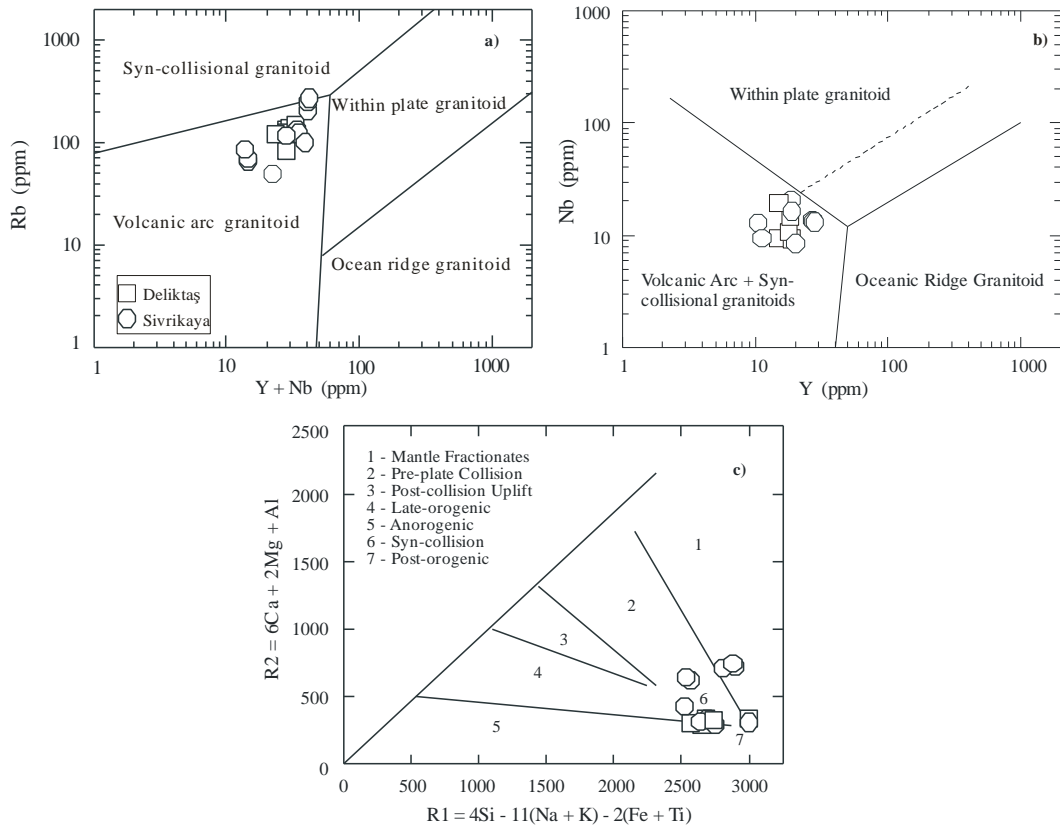 1000
100
10
1
Rb (ppm)
a)
Syn-collisional granitoid
Within plate granitoid
Volcanic arc granitoid
Ocean ridge granitoid
Deliktaş
Sivrikaya
1
10
100
1000
Y + Nb (ppm)
1000
100
10
1
Nb (ppm)
b)
Within plate granitoid
Volcanic Arc + Syn-
collisional granitoids
Oceanic Ridge Granitoid
1
10
100
1000
Y (ppm)
2500
2000
1500
1000
500
0
R2 = 6Ca + 2Mg + Al
1 - Mantle Fractionates
2 - Pre-plate Collision
3 - Post-collision Uplift
4 - Late-orogenic
5 - Anorogenic
6 - Syn-collision
7 - Post-orogenic
c)
1
2
3
4
5
6
7
0
500
1000
1500
2000
2500
3000
R1 = 4Si - 11(Na + K) - 2(Fe + Ti)